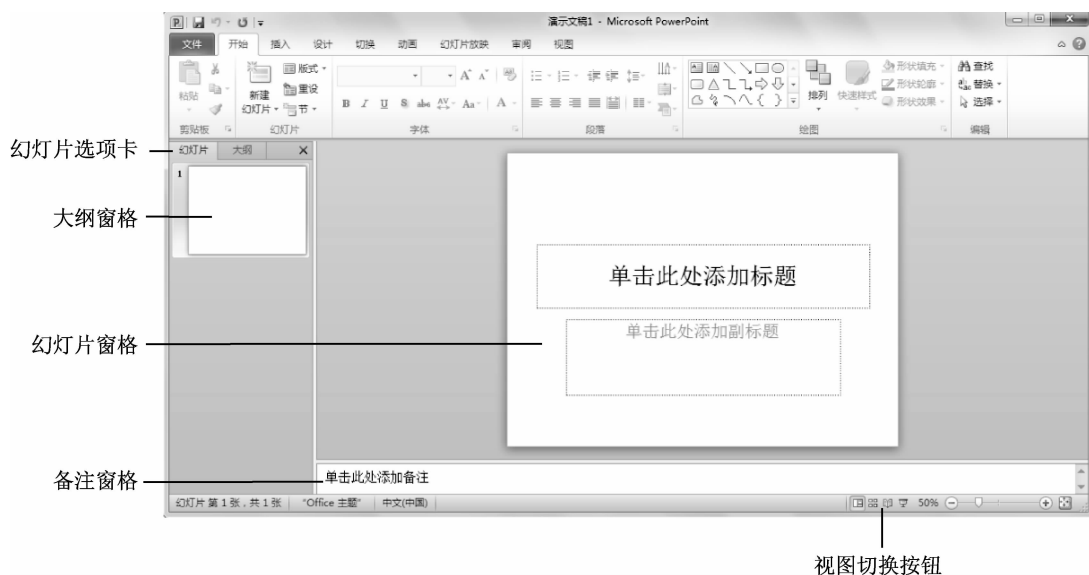 演示文稿1 - Microsoft PowerPoint
文件 开始 插入 设计 切换 动画 幻灯片放映 审阅 视图
粘贴
新建
幻灯片
版式
重设
节
B I U S abc AV Aa A
排列 快速样式
形状填充
形状轮廓
形状效果
查找
替换
选择
剪贴板 幻灯片 字体 段落 绘图 编辑
幻灯片选项卡
幻灯片 大纲
1
大纲窗格
单击此处添加标题
单击此处添加副标题
幻灯片窗格
备注窗格
单击此处添加备注
幻灯片 第 1 张，共 1 张 "Office 主题" 中文(中国) 50%
视图切换按钮